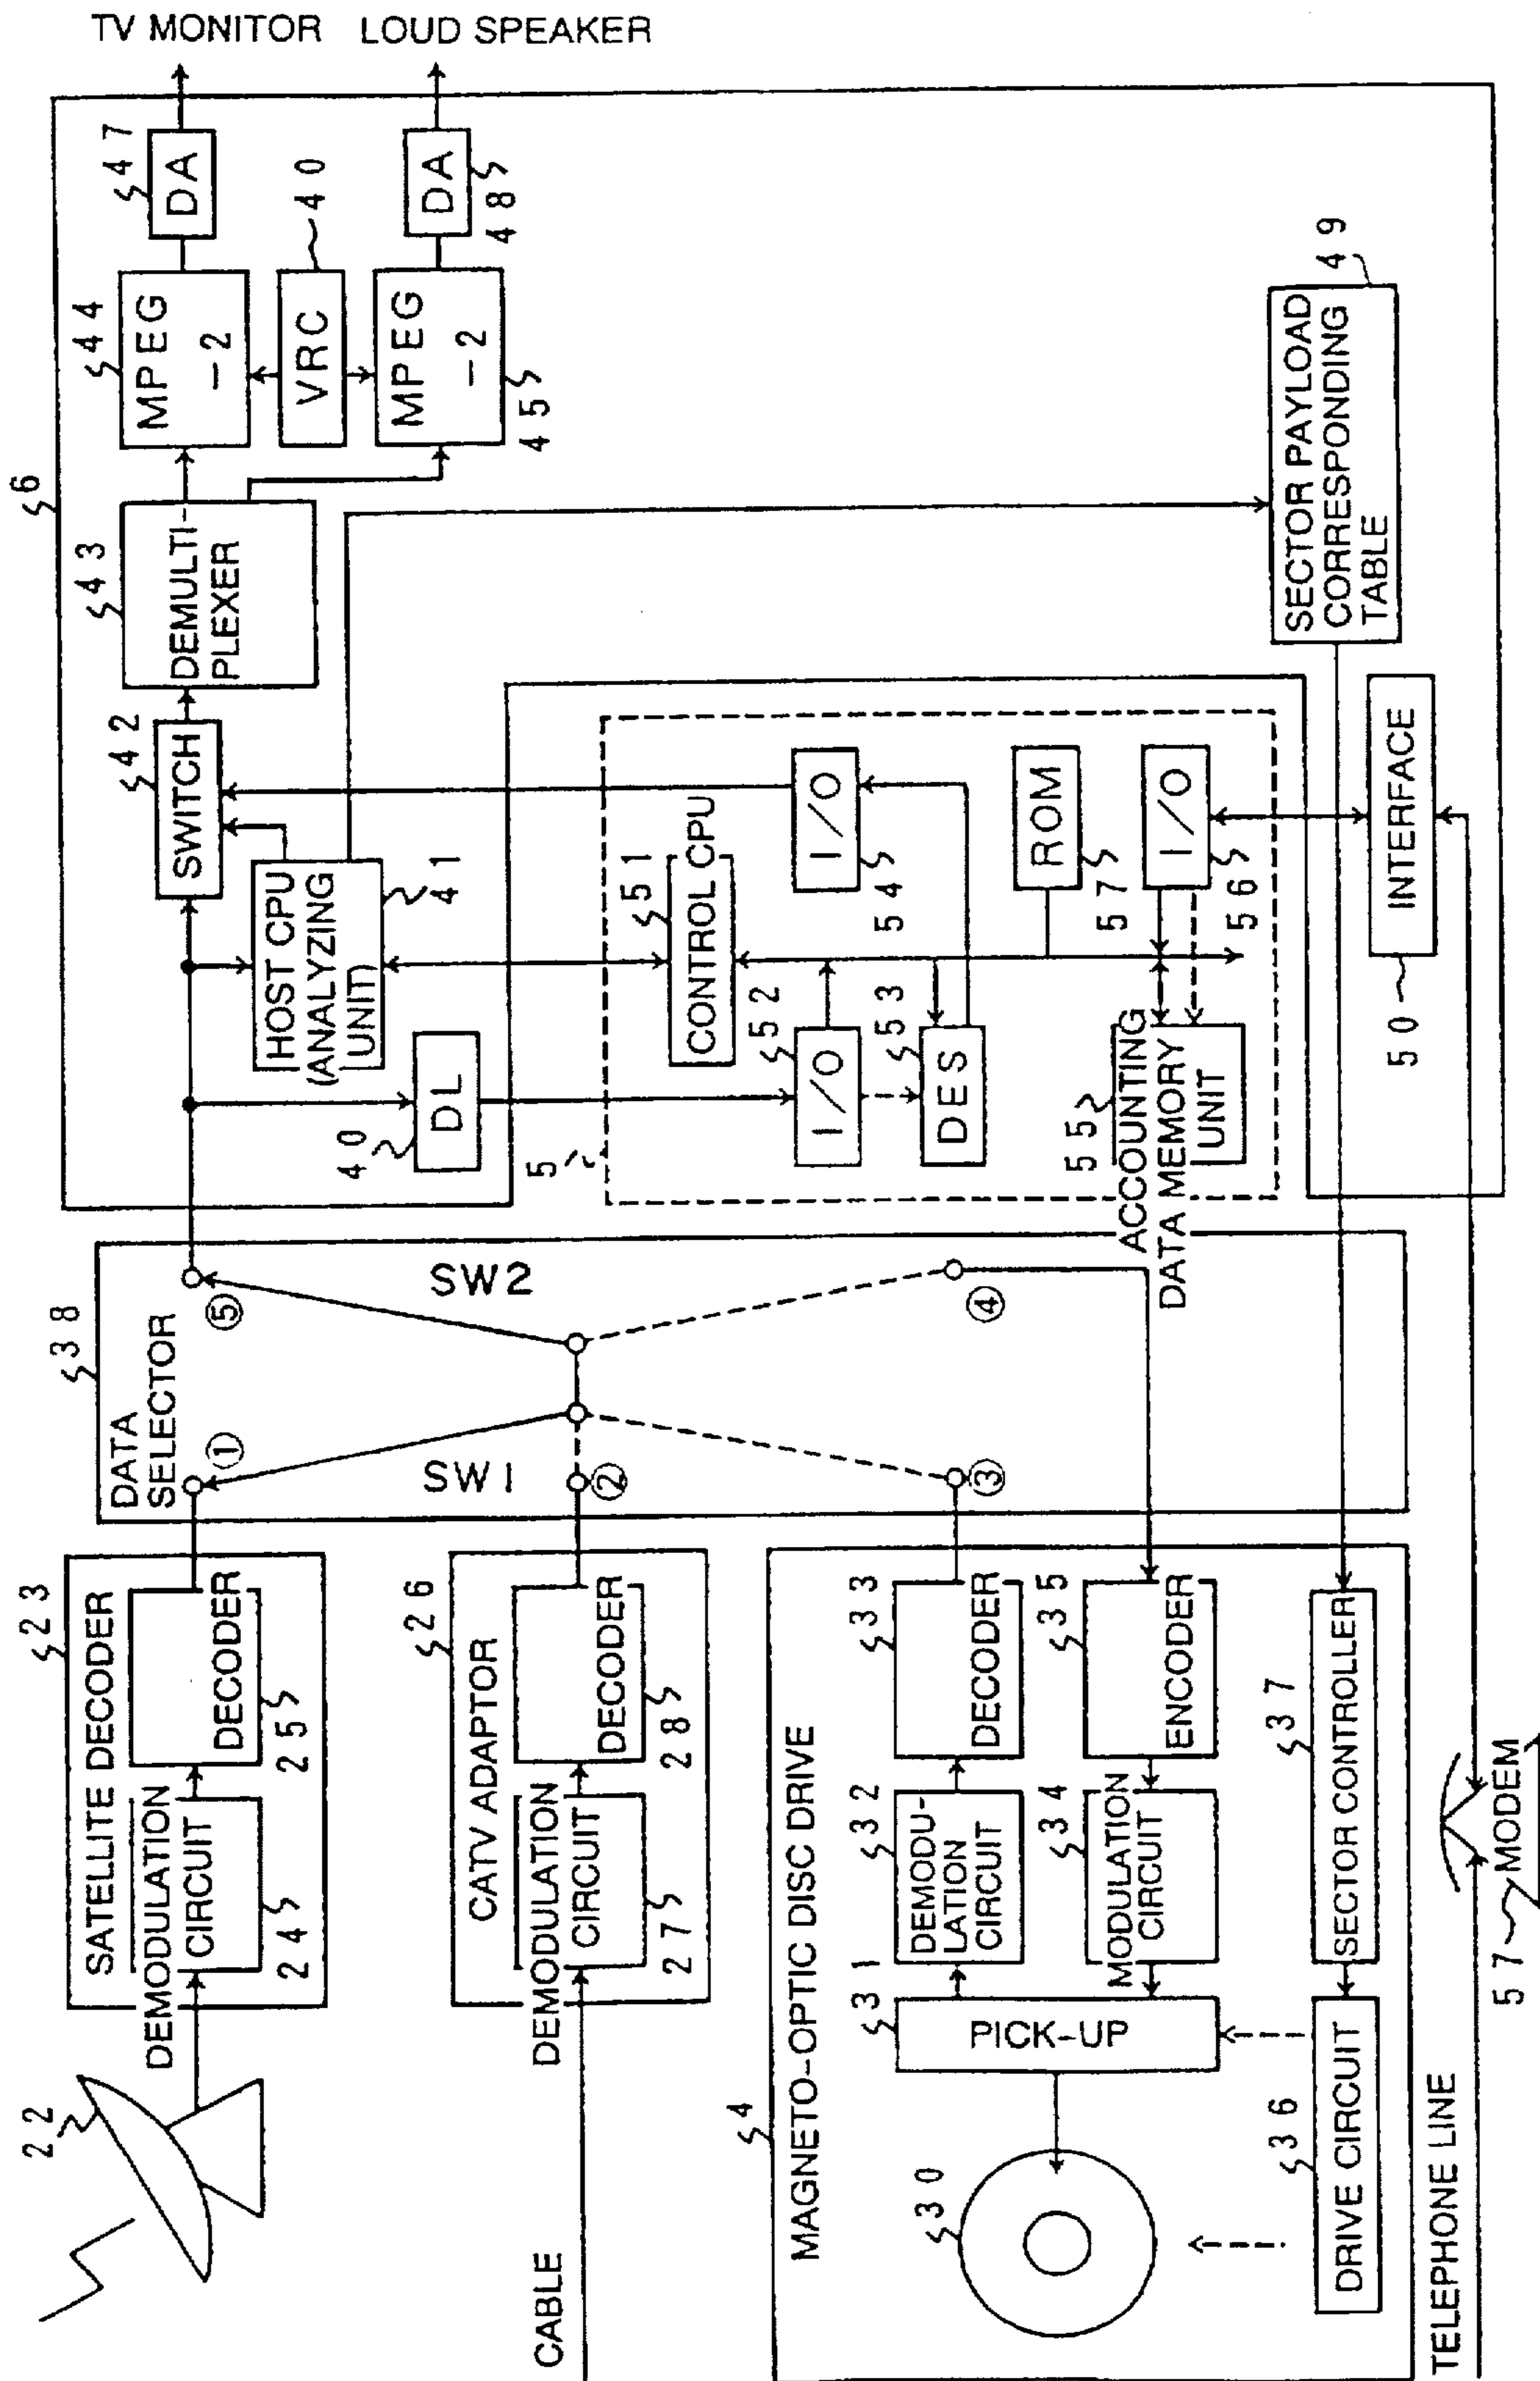 TV MONITOR
LOUD SPEAKER
6
47
DA
44
MPEG
-2
VRC
40
MPEG
-2
45
DA
48
43
DEMULTI-
PLEXER
42
SWITCH
HOST CPU
(ANALYZING
UNIT)
41
40
DL
SECTOR PAYLOAD
CORRESPONDING
TABLE
49
5
51
CONTROL CPU
52
I/O
53
DES
I/O
54
ROM
57
I/O
56
55
ACCOUNTING
DATA MEMORY
UNIT
INTERFACE
50
38
DATA
SELECTOR
①
②
③
④
⑤
SW1
SW2
23
SATELLITE DECODER
DECODER
25
DEMODULATION
CIRCUIT
24
22
26
CATV ADAPTOR
DECODER
28
DEMODULATION
CIRCUIT
27
CABLE
4
MAGNETO-OPTIC DISC DRIVE
33
DECODER
35
ENCODER
32
DEMODU-
LATION
CIRCUIT
34
MODULATION
CIRCUIT
31
PICK-UP
30
37
SECTOR CONTROLLER
36
DRIVE CIRCUIT
TELEPHONE LINE
57
MODEM